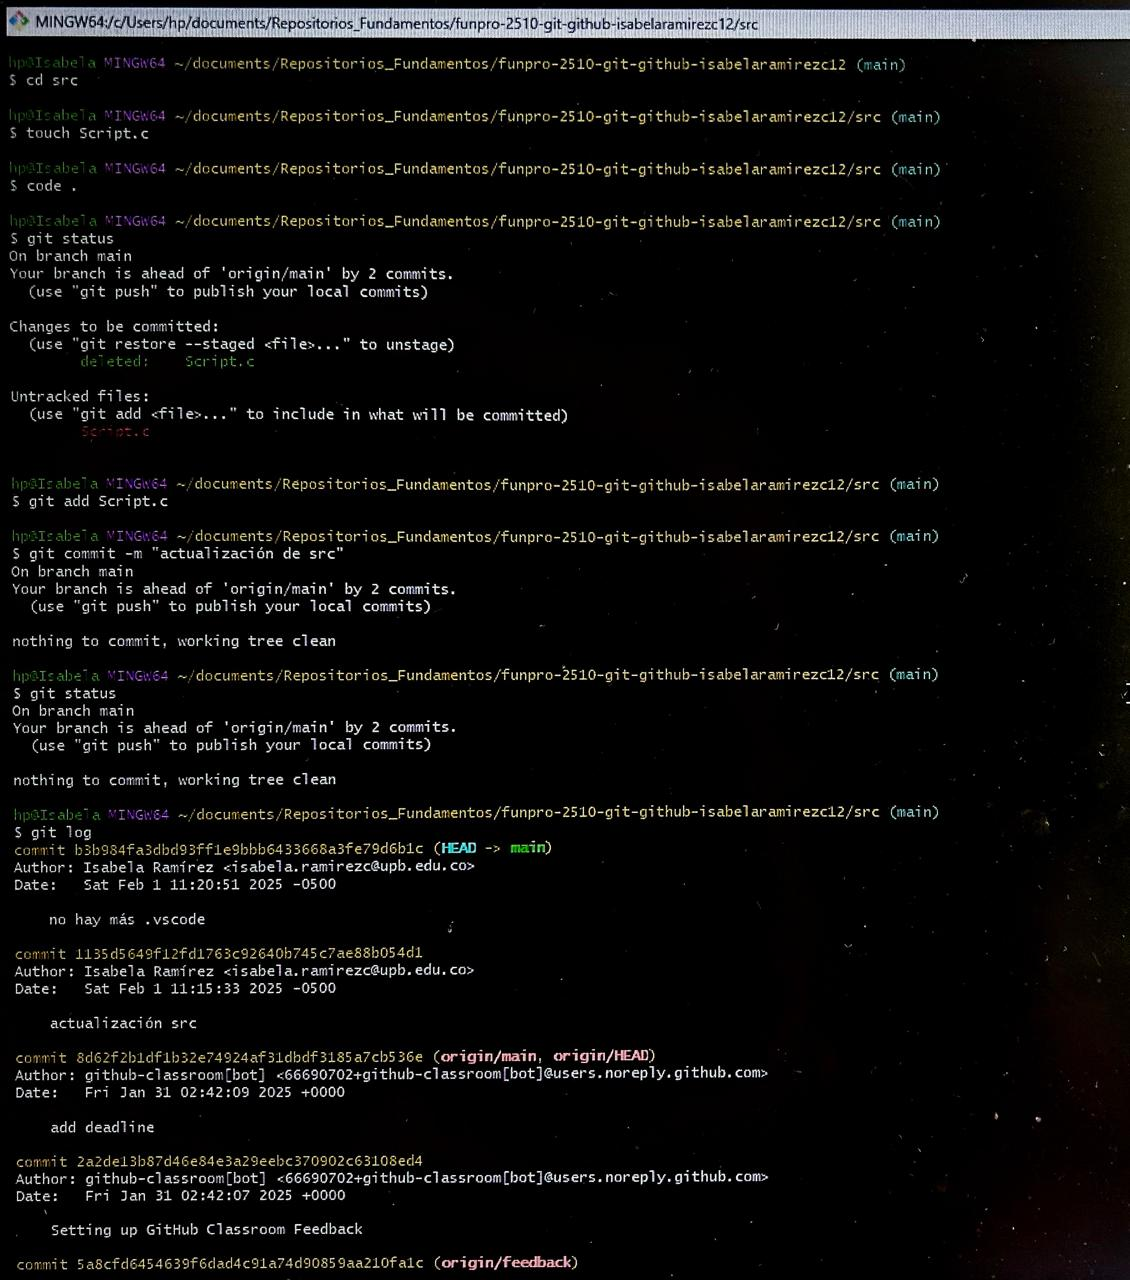 MINGW64:/c/Users/hp/documents/Repositorios_Fundamentos/funpro-2510-git-github-isabelaramirezc12/src
hp@Isabela MINGW64 ~/documents/Repositorios_Fundamentos/funpro-2510-git-github-isabelaramirezc12 (main)
$ cd src
hp@Isabela MINGW64 ~/documents/Repositorios_Fundamentos/funpro-2510-git-github-isabelaramirezc12/src (main)
$ touch Script.c
hp@Isabela MINGW64 ~/documents/Repositorios_Fundamentos/funpro-2510-git-github-isabelaramirezc12/src (main)
$ code .
hp@Isabela MINGW64 ~/documents/Repositorios_Fundamentos/funpro-2510-git-github-isabelaramirezc12/src (main)
$ git status
On branch main
Your branch is ahead of 'origin/main' by 2 commits.
(use "git push" to publish your local commits)
Changes to be committed:
(use "git restore --staged <file>..." to unstage)
deleted: Script.c
Untracked files:
(use "git add <file>..." to include in what will be committed)
Script.c
hp@Isabela MINGW64 ~/documents/Repositorios_Fundamentos/funpro-2510-git-github-isabelaramirezc12/src (main)
$ git add Script.c
hp@Isabela MINGW64 ~/documents/Repositorios_Fundamentos/funpro-2510-git-github-isabelaramirezc12/src (main)
$ git commit -m "actualización de src"
On branch main
Your branch is ahead of 'origin/main' by 2 commits.
(use "git push" to publish your local commits)
nothing to commit, working tree clean
hp@Isabela MINGW64 ~/documents/Repositorios_Fundamentos/funpro-2510-git-github-isabelaramirezc12/src (main)
$ git status
On branch main
Your branch is ahead of 'origin/main' by 2 commits.
(use "git push" to publish your local commits)
nothing to commit, working tree clean
hp@Isabela MINGW64 ~/documents/Repositorios_Fundamentos/funpro-2510-git-github-isabelaramirezc12/src (main)
$ git log
commit b3b984fa3dbd93ff1e9bbb6433668a3fe79d6b1c (HEAD -> main)
Author: Isabela Ramírez <isabela.ramirezc@upb.edu.co>
Date: Sat Feb 1 11:20:51 2025 -0500
no hay más .vscode
commit 1135d5649f12fd1763c92640b745c7ae88b054d1
Author: Isabela Ramírez <isabela.ramirezc@upb.edu.co>
Date: Sat Feb 1 11:15:33 2025 -0500
actualización src
commit 8d62f2b1df1b32e74924af31dbdf3185a7cb536e (origin/main, origin/HEAD)
Author: github-classroom[bot] <66690702+github-classroom[bot]@users.noreply.github.com>
Date: Fri Jan 31 02:42:09 2025 +0000
add deadline
commit 2a2de13b87d46e84e3a29eebc370902c63108ed4
Author: github-classroom[bot] <66690702+github-classroom[bot]@users.noreply.github.com>
Date: Fri Jan 31 02:42:07 2025 +0000
Setting up GitHub Classroom Feedback
commit 5a8cfd6454639f6dad4c91a74d90859aa210fa1c (origin/feedback)